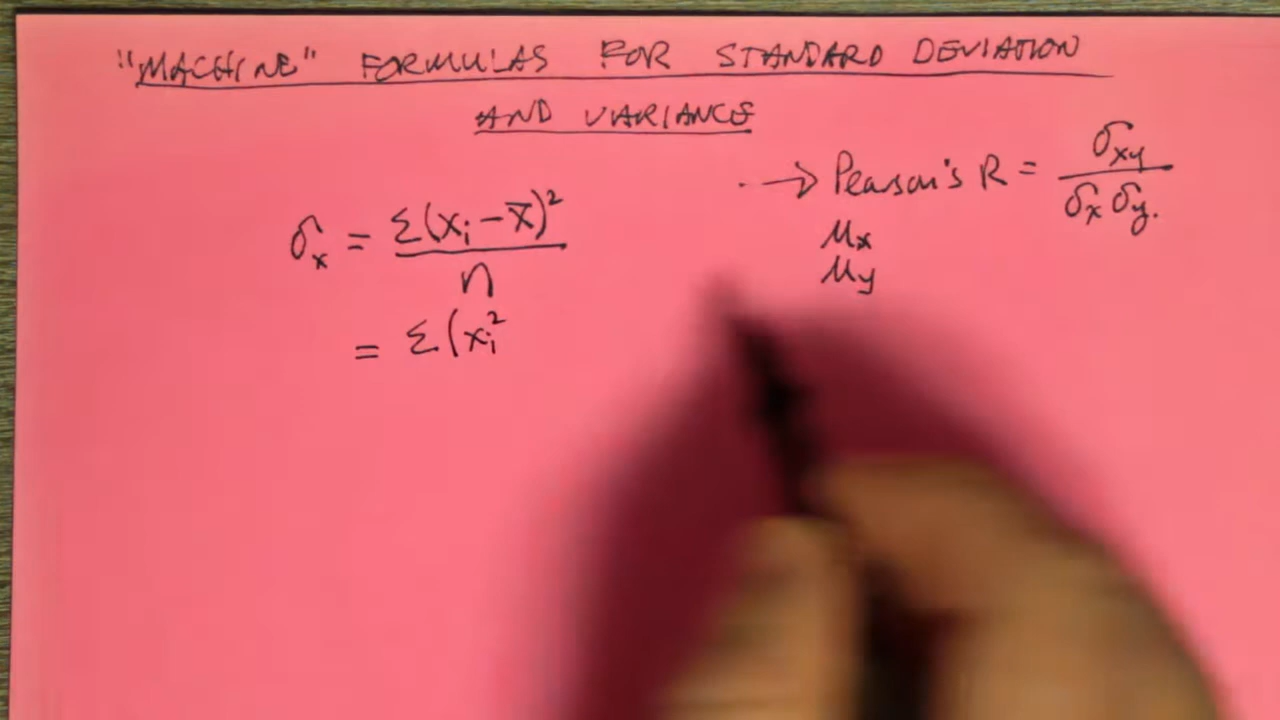 "MACHINE" FORMULAS FOR STANDARD DEVIATION
AND VARIANCE
→ Pearson's R = σxy / σx σy.
μx
μy
σx = Σ(xi − x̄)² / n
= Σ(xi²